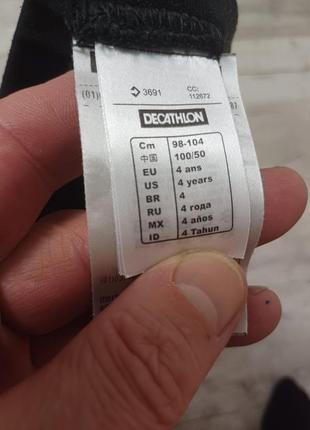 3691
CC:
112672
(01)
DECATHLON
Cm 98-104
中国 100/50
EU 4 ans
US 4 years
BR 4
RU 4 года
MX 4 años
ID 4 Tahun